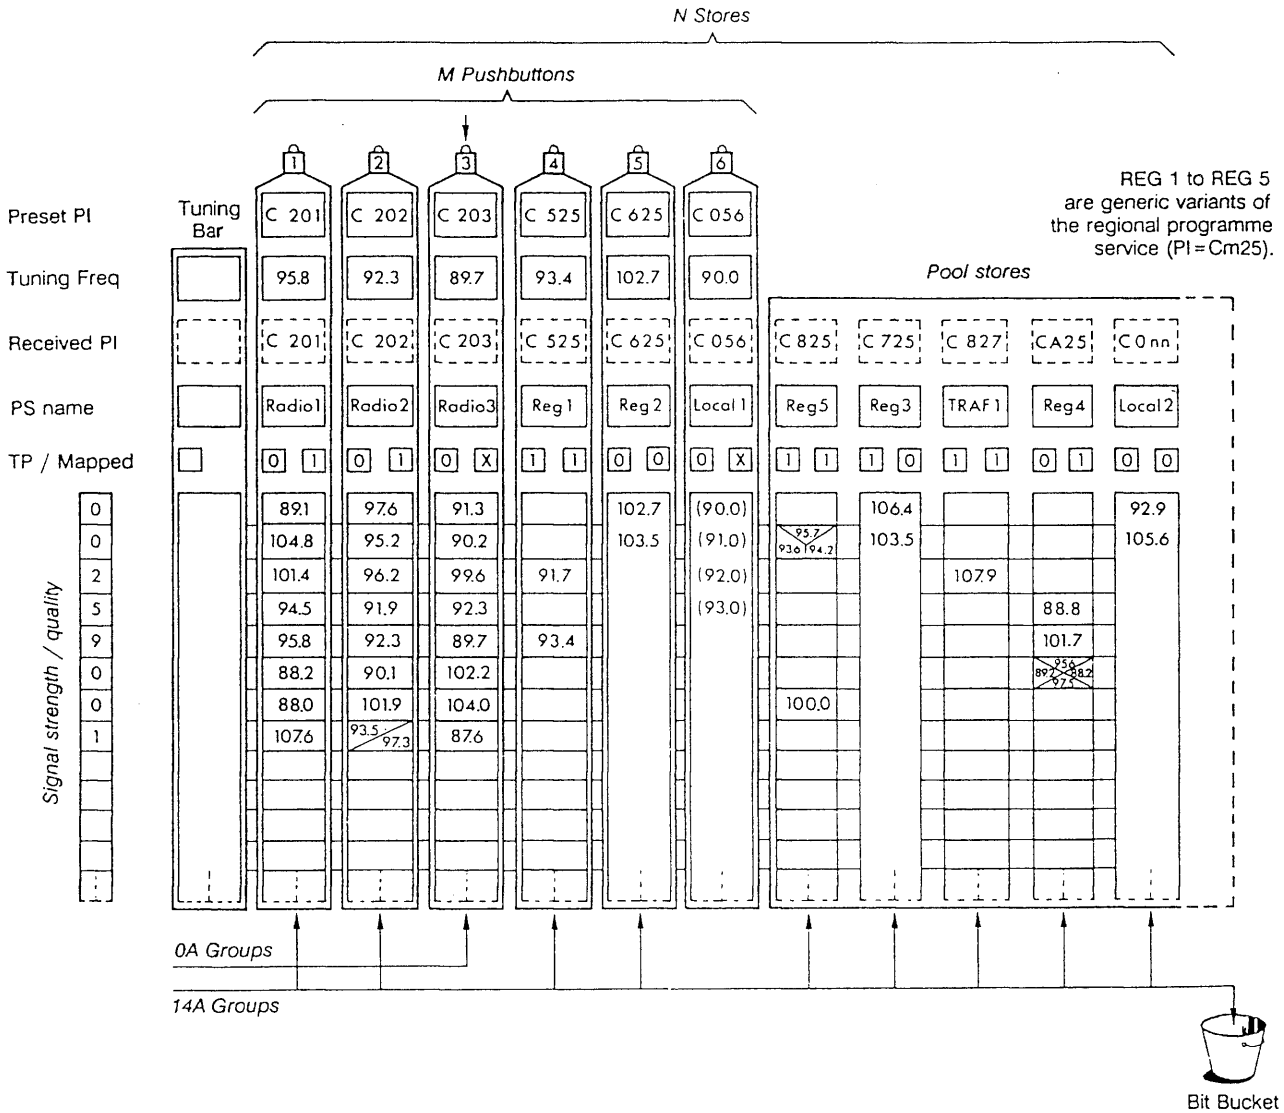 N Stores
M Pushbuttons
1 2 3 4 5 6
REG 1 to REG 5
are generic variants of
the regional programme
service (PI=Cm25).
Preset PI
Tuning
Bar
C 201 C 202 C 203 C 525 C 625 C 056
Pool stores
Tuning Freq 95.8 92.3 89.7 93.4 102.7 90.0
Received PI C 201 C 202 C 203 C 525 C 625 C 056 C 825 C 725 C 827 CA25 C0nn
PS name Radio1 Radio2 Radio3 Reg 1 Reg 2 Local 1 Reg5 Reg3 TRAF1 Reg4 Local2
TP / Mapped 0 1 0 1 0 X 1 1 0 0 0 X 1 1 1 0 1 1 0 1 0 0
Signal strength / quality
0 89.1 97.6 91.3 102.7 (90.0) 106.4 92.9
0 104.8 95.2 90.2 103.5 (91.0) 95.7 93.6 94.2 103.5 105.6
2 101.4 96.2 99.6 91.7 (92.0) 107.9
5 94.5 91.9 92.3 (93.0) 88.8
9 95.8 92.3 89.7 93.4 101.7
0 88.2 90.1 102.2 95.6 89.2 88.2 97.5
0 88.0 101.9 104.0 100.0
1 107.6 93.5 97.3 87.6
0A Groups
14A Groups
Bit Bucket